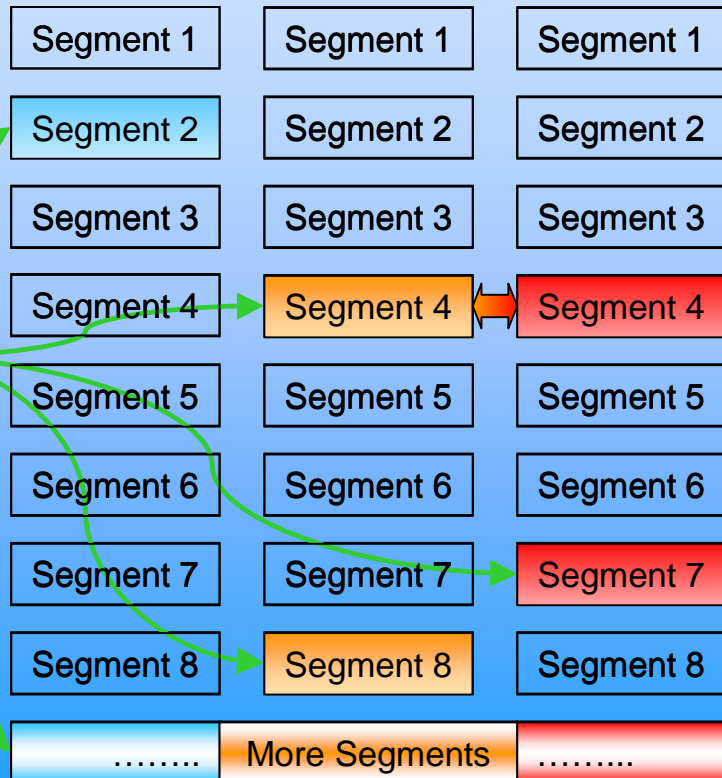 Segment 1 Segment 1 Segment 1
Segment 2 Segment 2 Segment 2
Segment 3 Segment 3 Segment 3
Segment 4 Segment 4 Segment 4
Segment 5 Segment 5 Segment 5
Segment 6 Segment 6 Segment 6
Segment 7 Segment 7 Segment 7
Segment 8 Segment 8 Segment 8
…….. More Segments ……...